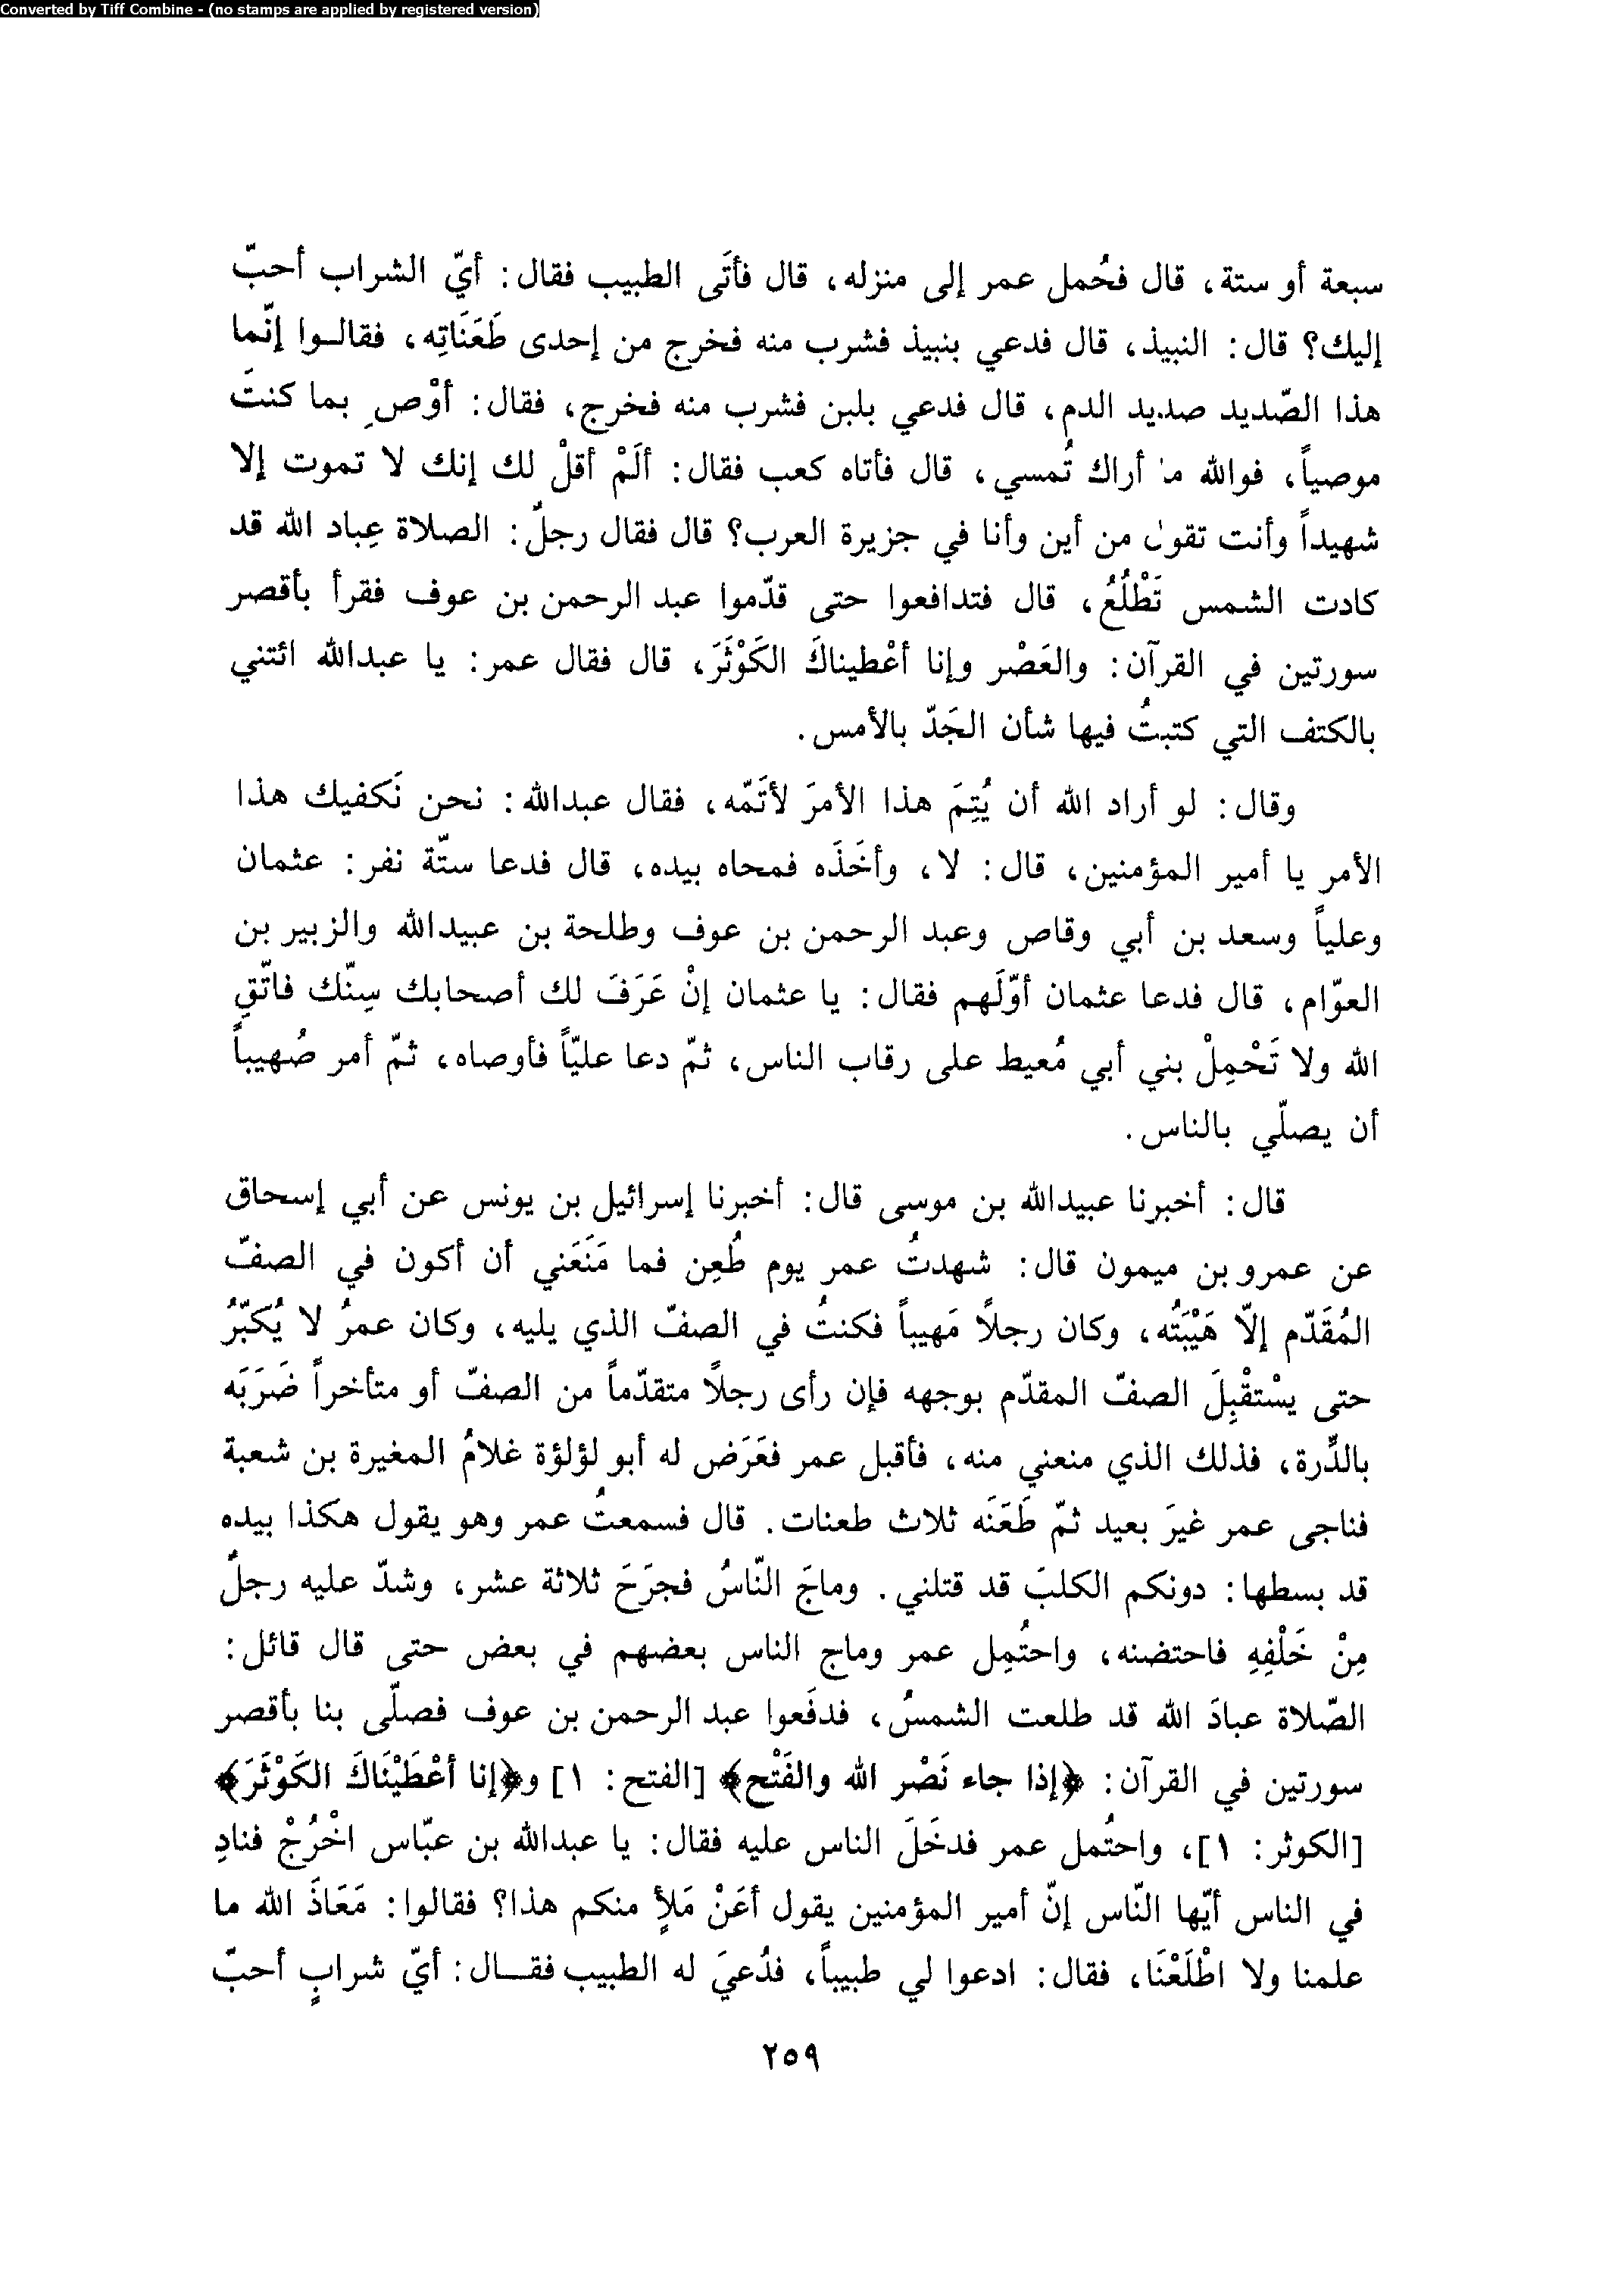 Converted by Tiff Combine - (no stamps are applied by registered version)
سبعة أو ستة، قال فحُمل عمر إلى منزله، قال فأتَى الطبيب فقال: أيّ الشراب أحبّ
إليك؟ قال: النبيذ، قال فدعي بنبيذ فشرب منه فخرج من إحدى طَعَنَاتِه، فقالوا إنّما
هذا الصّديد صديد الدم، قال فدعي بلبن فشرب منه فخرج، فقال: أوْصِ بما كنتَ
موصياً، فوالله ما أراك تُمسي، قال فأتاه كعب فقال: ألَمْ أقلْ لك إنك لا تموت إلا
شهيداً وأنت تقول من أين وأنا في جزيرة العرب؟ قال فقال رجلٌ: الصلاة عِباد الله قد
كادت الشمس تَطْلُعُ، قال فتدافعوا حتى قدّموا عبد الرحمن بن عوف فقرأ بأقصر
سورتين في القرآن: والعَصْر وإنا أعْطيناكَ الكَوْثَرَ، قال فقال عمر: يا عبدالله ائتني
بالكتف التي كتبتُ فيها شأن الجَدّ بالأمس.
وقال: لو أراد الله أن يُتِمَ هذا الأمرَ لأتَمّه، فقال عبدالله: نحن نَكفيك هذا
الأمر يا أمير المؤمنين، قال: لا، وأخَذَه فمحاه بيده، قال فدعا ستّة نفر: عثمان
وعلياً وسعد بن أبي وقاص وعبد الرحمن بن عوف وطلحة بن عبيدالله والزبير بن
العوّام، قال فدعا عثمان أوّلَهم فقال: يا عثمان إنْ عَرَفَ لك أصحابك سِنّك فاتّقِ
الله ولا تَحْمِلْ بني أبي مُعيط على رقاب الناس، ثمّ دعا عليّاً فأوصاه، ثمّ أمر صُهيباً
أن يصلّي بالناس.
قال: أخبرنا عبيدالله بن موسى قال: أخبرنا إسرائيل بن يونس عن أبي إسحاق
عن عمرو بن ميمون قال: شهدتُ عمر يوم طُعِن فما مَنَعَني أن أكون في الصفّ
المُقَدّم إلاّ هَيْبَتُه، وكان رجلاً مَهيباً فكنتُ في الصفّ الذي يليه، وكان عمرُ لا يُكَبّرُ
حتى يسْتقْبِلَ الصفّ المقدّم بوجهه فإن رأى رجلاً متقدّماً من الصفّ أو متأخراً ضَرَبَه
بالدِّرة، فذلك الذي منعني منه، فأقبل عمر فعَرَض له أبو لؤلؤة غلامُ المغيرة بن شعبة
فناجى عمر غيرَ بعيد ثمّ طَعَنَه ثلاث طعنات. قال فسمعتُ عمر وهو يقول هكذا بيده
قد بسطها: دونكم الكلبَ قد قتلني. وماجَ النّاسُ فجرَحَ ثلاثة عشر، وشدّ عليه رجلٌ
مِنْ خَلْفِهِ فاحتضنه، واحتُمِل عمر وماج الناس بعضهم في بعض حتى قال قائل:
الصّلاة عبادَ الله قد طلعت الشمسُ، فدفَعوا عبد الرحمن بن عوف فصلّى بنا بأقصر
سورتين في القرآن: ﴿إذا جاء نَصْر الله والفَتْح﴾ [الفتح: ١] و﴿إنا أعْطَيْنَاكَ الكَوْثَرَ﴾
[الكوثر: ١]، واحتُمل عمر فدخَلَ الناس عليه فقال: يا عبدالله بن عبّاس اخْرُجْ فنادِ
في الناس أيّها النّاس إنّ أمير المؤمنين يقول أعَنْ مَلأٍ منكم هذا؟ فقالوا: مَعَاذَ الله ما
علمنا ولا اطْلَعْنَا، فقال: ادعوا لي طبيباً، فدُعيَ له الطبيب فقال: أيّ شرابٍ أحبّ
٢٥٩